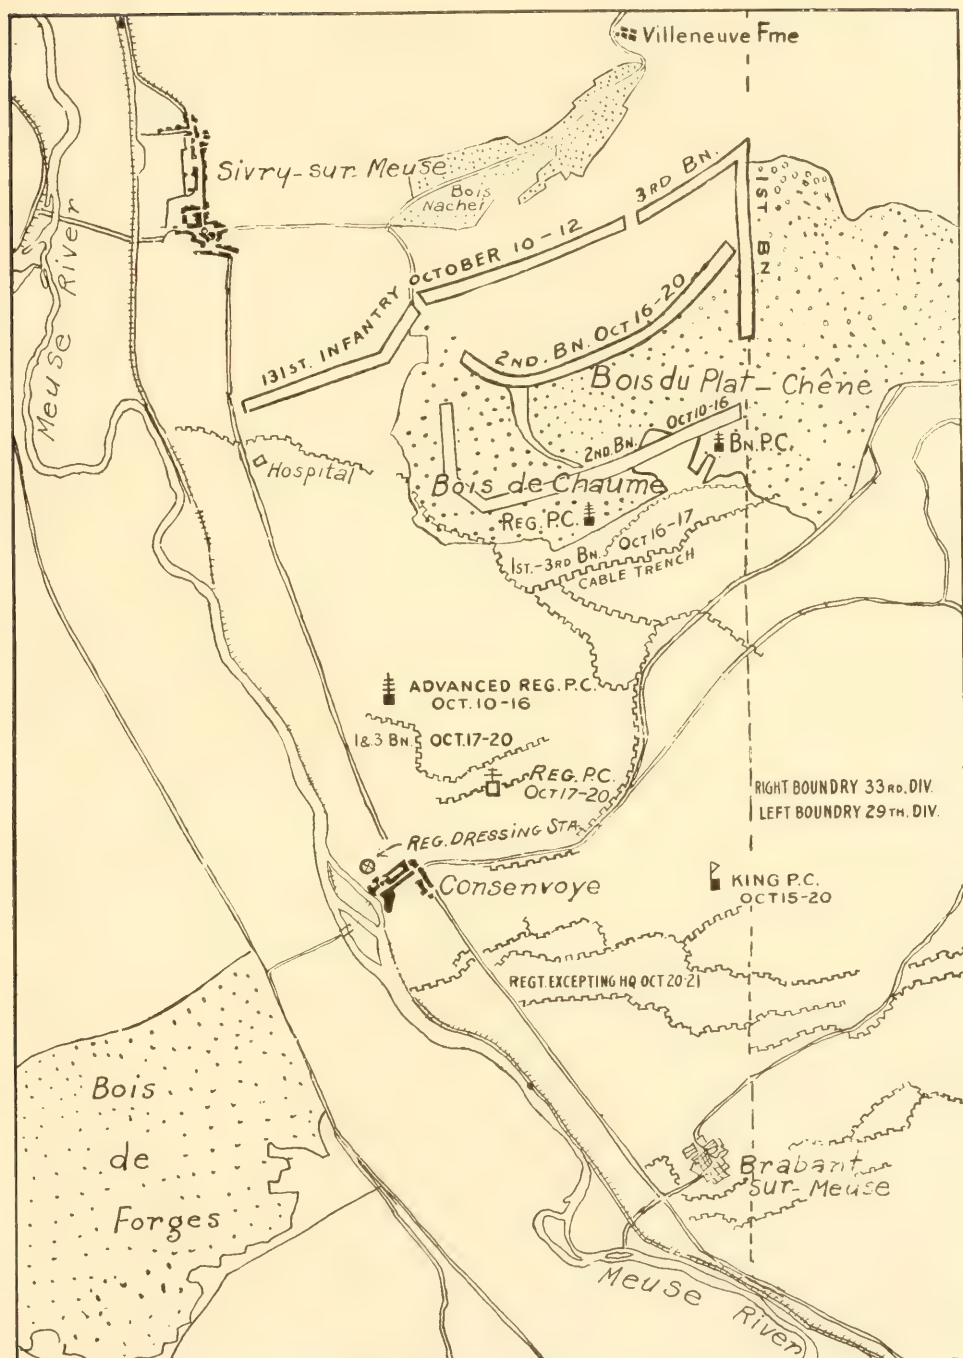 Villeneuve Fme
Sivry-sur-Meuse
Bois
Nachet
3RD BN.
1ST BN
Meuse River
131ST. INFANTRY OCTOBER 10-12
2ND. BN. OCT 16-20
Bois du Plat-Chêne
2ND. BN. OCT 10-16
BN. P.C.
Hospital
Bois de Chaume
REG. P.C.
1ST.-3RD BN. OCT 16-17
CABLE TRENCH
ADVANCED REG. P.C.
OCT. 10-16
1&3 BN. OCT. 17-20
REG. P.C.
OCT 17-20
RIGHT BOUNDRY 33RD. DIV.
LEFT BOUNDRY 29TH. DIV.
REG. DRESSING STA.
Consenvoye
KING P.C.
OCT 15-20
REGT. EXCEPTING HQ OCT 20-21
Bois
de
Forges
Brabant
sur-Meuse
Meuse River